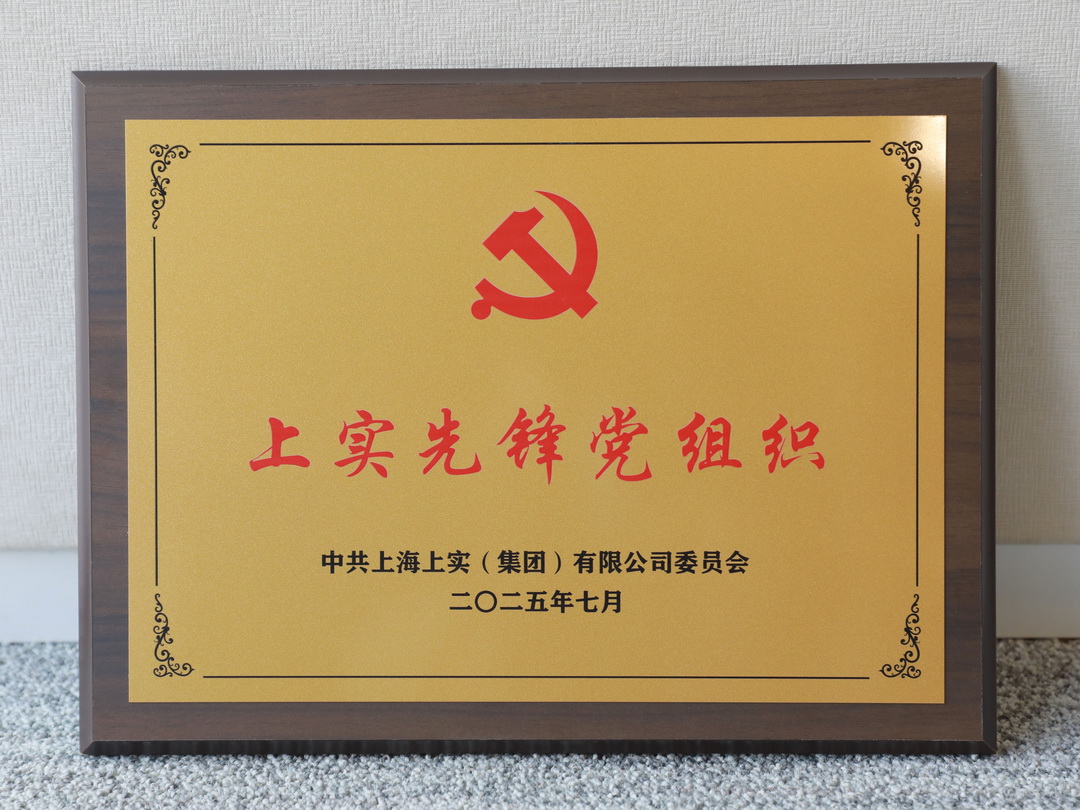 上实先锋党组织
中共上海上实（集团）有限公司委员会
二〇二五年七月